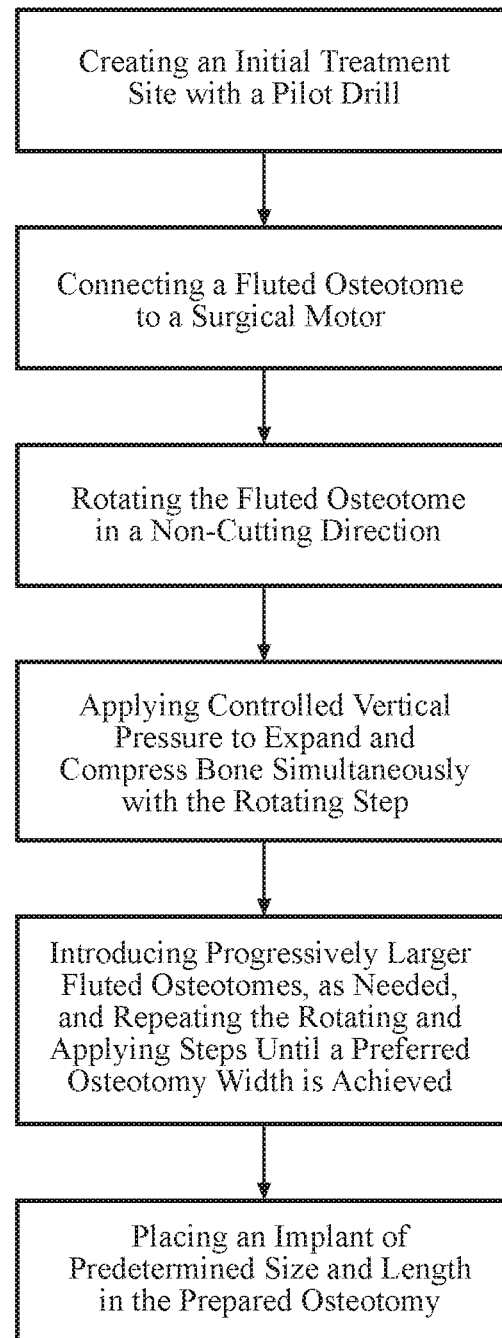 Creating an Initial Treatment
Site with a Pilot Drill
Connecting a Fluted Osteotome
to a Surgical Motor
Rotating the Fluted Osteotome
in a Non-Cutting Direction
Applying Controlled Vertical
Pressure to Expand and
Compress Bone Simultaneously
with the Rotating Step
Introducing Progressively Larger
Fluted Osteotomes, as Needed,
and Repeating the Rotating and
Applying Steps Until a Preferred
Osteotomy Width is Achieved
Placing an Implant of
Predetermined Size and Length
in the Prepared Osteotomy